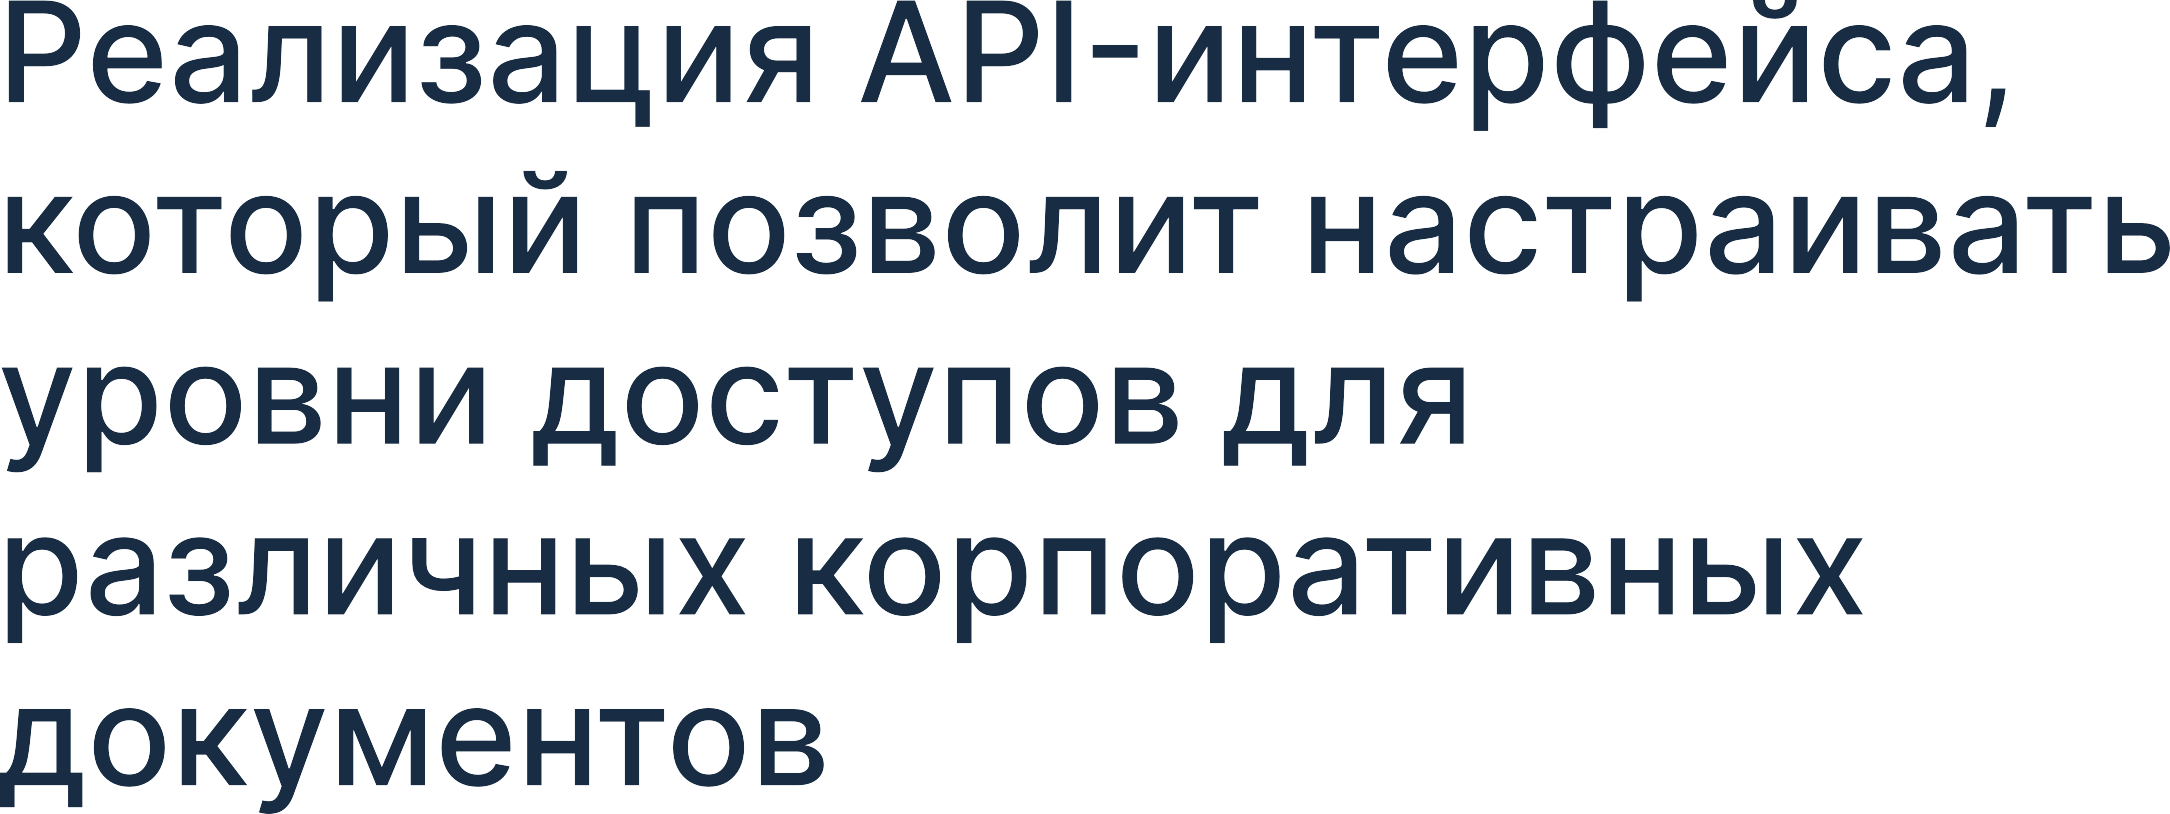 Реализация API-интерфейса,
который позволит настраивать
уровни доступов для
различных корпоративных
документов